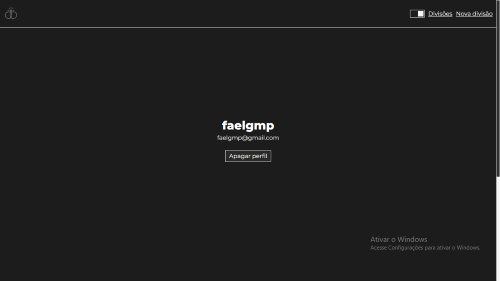 Divisões Nova divisão
faelgmp
faelgmp@gmail.com
Apagar perfil
Ativar o Windows
Acesse Configurações para ativar o Windows.